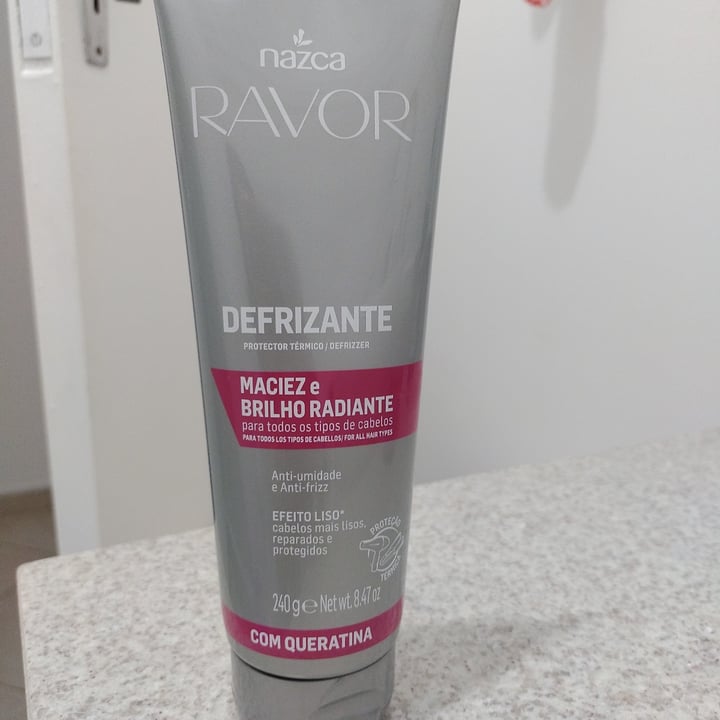 nazca
RAVOR
DEFRIZANTE
PROTECTOR TÉRMICO / DEFRIZZER
MACIEZ e
BRILHO RADIANTE
para todos os tipos de cabelos
PARA TODOS LOS TIPOS DE CABELLOS/ FOR ALL HAIR TYPES
Anti-umidade
e Anti-frizz
EFEITO LISO*
cabelos mais lisos,
reparados e
protegidos
PROTEÇÃO
TÉRMICA
240 g e Net wt. 8.47 oz
COM QUERATINA